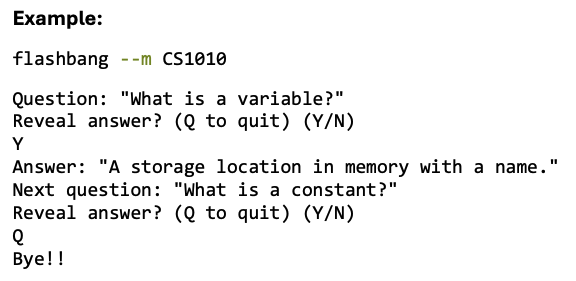 Example:
flashbang --m CS1010
Question: "What is a variable?"
Reveal answer? (Q to quit) (Y/N)
Y
Answer: "A storage location in memory with a name."
Next question: "What is a constant?"
Reveal answer? (Q to quit) (Y/N)
Q
Bye!!